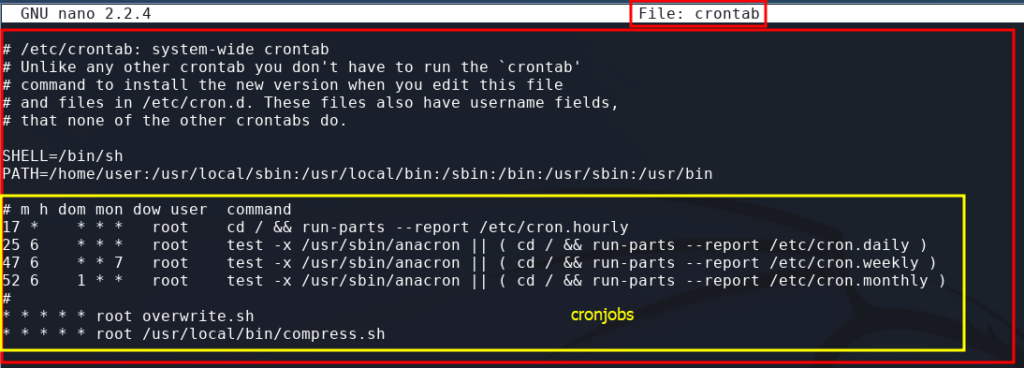 GNU nano 2.2.4 File: crontab
# /etc/crontab: system-wide crontab
# Unlike any other crontab you don't have to run the `crontab'
# command to install the new version when you edit this file
# and files in /etc/cron.d. These files also have username fields,
# that none of the other crontabs do.
SHELL=/bin/sh
PATH=/home/user:/usr/local/sbin:/usr/local/bin:/sbin:/bin:/usr/sbin:/usr/bin
# m h dom mon dow user  command
17 *    * * *   root    cd / && run-parts --report /etc/cron.hourly
25 6    * * *   root    test -x /usr/sbin/anacron || ( cd / && run-parts --report /etc/cron.daily )
47 6    * * 7   root    test -x /usr/sbin/anacron || ( cd / && run-parts --report /etc/cron.weekly )
52 6    1 * *   root    test -x /usr/sbin/anacron || ( cd / && run-parts --report /etc/cron.monthly )
#
* * * * * root overwrite.sh
cronjobs
* * * * * root /usr/local/bin/compress.sh